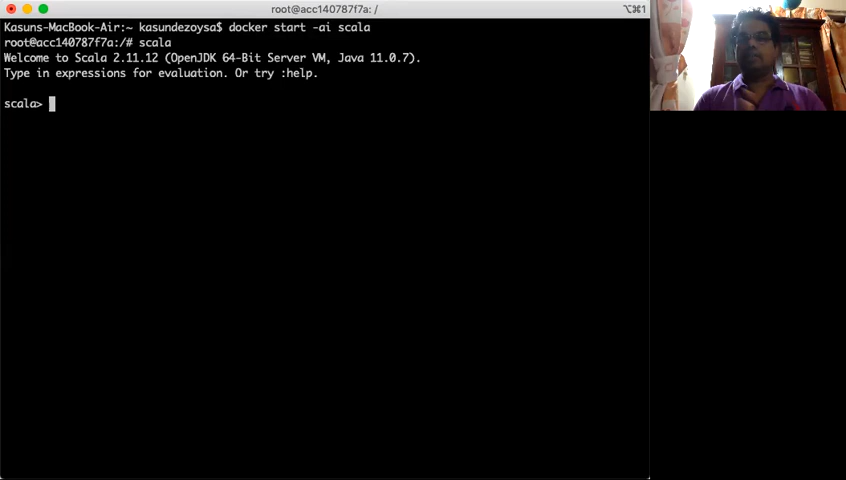 root@acc140787f7a: /
⌥⌘1
Kasuns-MacBook-Air:~ kasundezoysa$ docker start -ai scala
root@acc140787f7a:/# scala
Welcome to Scala 2.11.12 (OpenJDK 64-Bit Server VM, Java 11.0.7).
Type in expressions for evaluation. Or try :help.
scala>